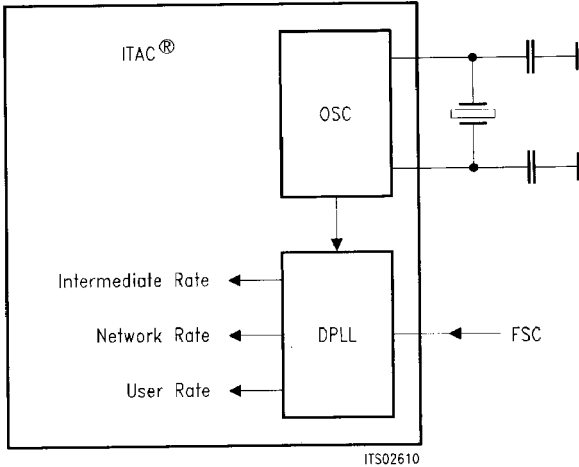 ITAC®
OSC
Intermediate Rate
Network Rate
DPLL
FSC
User Rate
ITS02610